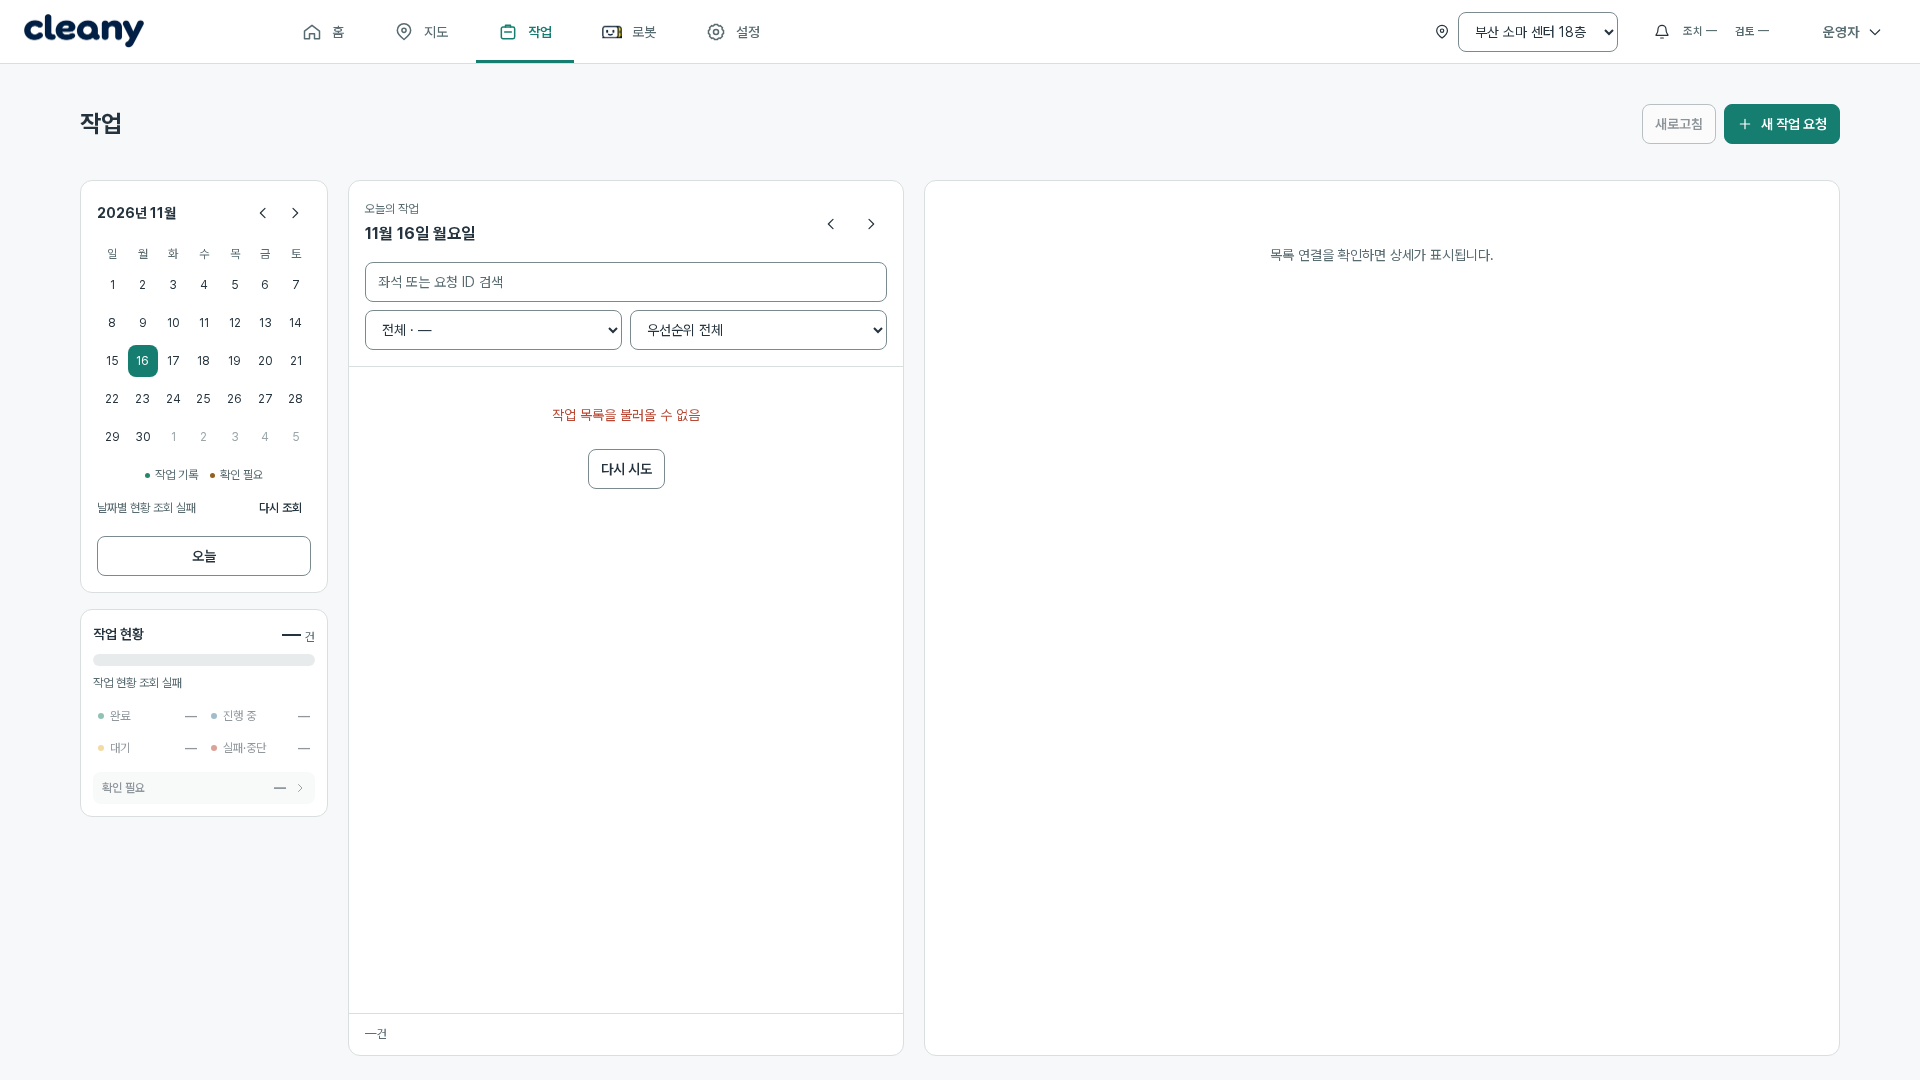 cleany
홈
지도
작업
로봇
설정
부산 소마 센터 18층
조치 —
검토 —
운영자
작업
새로고침
+ 새 작업 요청
2026년 11월
일 월 화 수 목 금 토
1 2 3 4 5 6 7
8 9 10 11 12 13 14
15 16 17 18 19 20 21
22 23 24 25 26 27 28
29 30 1 2 3 4 5
작업 기록 확인 필요
날짜별 현황 조회 실패 다시 조회
오늘
작업 현황 — 건
작업 현황 조회 실패
완료 — 진행 중 —
대기 — 실패·중단 —
확인 필요 —
오늘의 작업
11월 16일 월요일
좌석 또는 요청 ID 검색
전체 · —
우선순위 전체
작업 목록을 불러올 수 없음
다시 시도
—건
목록 연결을 확인하면 상세가 표시됩니다.